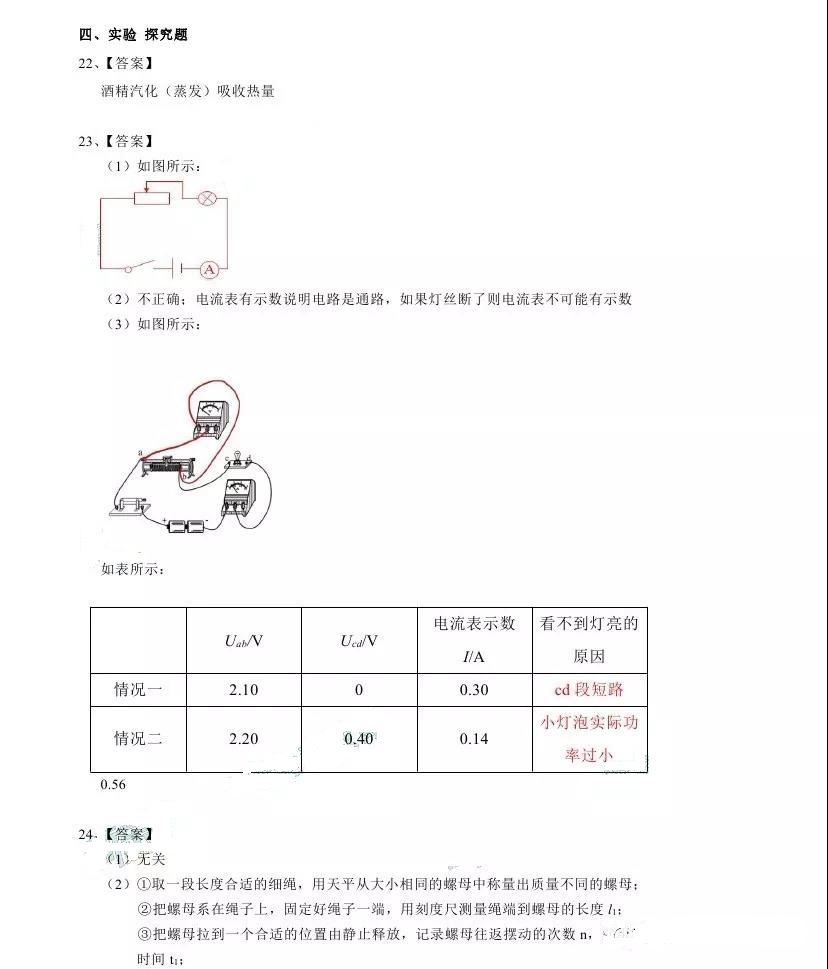 四、实验 探究题
22、【答案】
酒精汽化（蒸发）吸收热量
23、【答案】
（1）如图所示：
A
（2）不正确；电流表有示数说明电路是通路，如果灯丝断了则电流表不可能有示数
（3）如图所示：
a
c
d
b
+
-
如表所示：
Uab/V Ucd/V 电流表示数 I/A 看不到灯亮的原因
情况一 2.10 0 0.30 cd 段短路
情况二 2.20 0.40 0.14 小灯泡实际功率过小
0.56
24、【答案】
（1）无关
（2）①取一段长度合适的细绳，用天平从大小相同的螺母中称量出质量不同的螺母；
②把螺母系在绳子上，固定好绳子一端，用刻度尺测量绳端到螺母的长度 l₁；
③把螺母拉到一个合适的位置由静止释放，记录螺母往返摆动的次数 n，
时间 t₁；